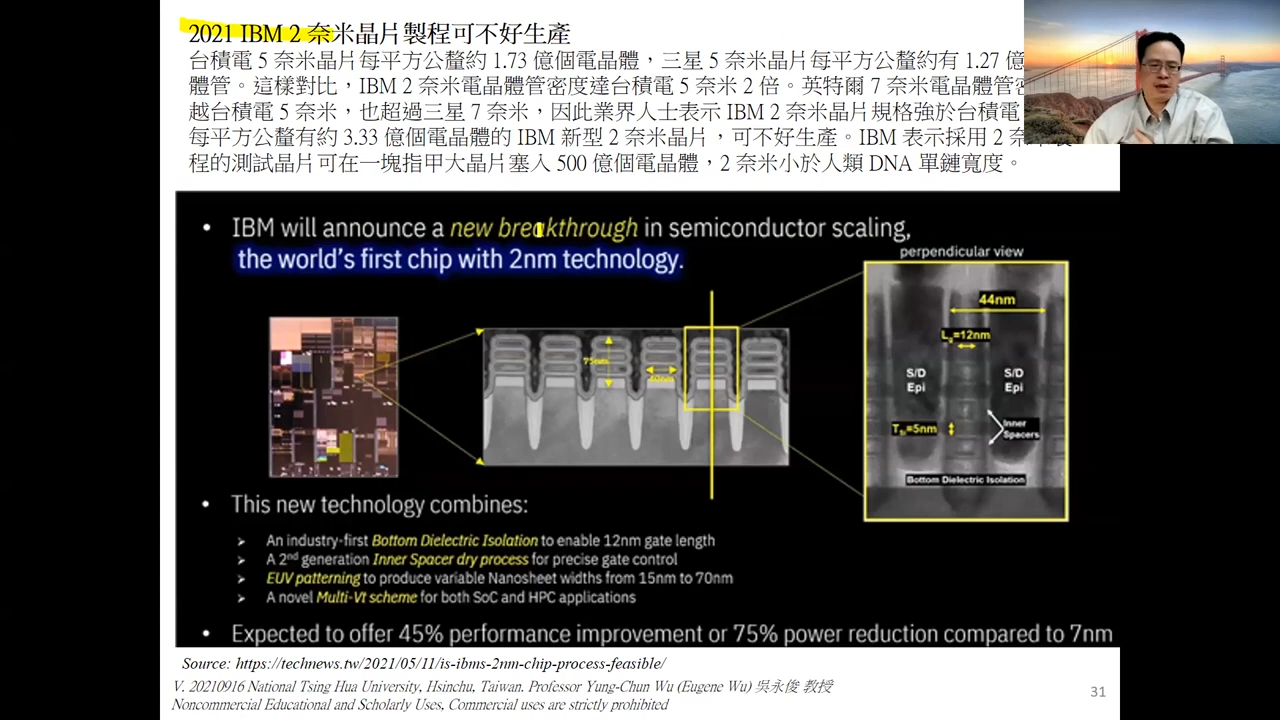 2021 IBM 2 奈米晶片製程可不好生產
台積電 5 奈米晶片每平方公釐約 1.73 億個電晶體，三星 5 奈米晶片每平方公釐約有 1.27 億
體管。這樣對比，IBM 2 奈米電晶體管密度達台積電 5 奈米 2 倍。英特爾 7 奈米電晶體管密
越台積電 5 奈米，也超過三星 7 奈米，因此業界人士表示 IBM 2 奈米晶片規格強於台積電
每平方公釐有約 3.33 億個電晶體的 IBM 新型 2 奈米晶片，可不好生產。IBM 表示採用 2
程的測試晶片可在一塊指甲大晶片塞入 500 億個電晶體，2 奈米小於人類 DNA 單鏈寬度。
• IBM will announce a new breakthrough in semiconductor scaling,
the world's first chip with 2nm technology.
perpendicular view
44nm
Lg=12nm
75nm
S/D Epi
S/D Epi
Inner Spacers
Bottom Dielectric Isolation
• This new technology combines:
➢ An industry-first Bottom Dielectric Isolation to enable 12nm gate length
➢ A 2nd generation Inner Spacer dry process for precise gate control
➢ EUV patterning to produce variable Nanosheet widths from 15nm to 70nm
➢ A novel Multi-Vt scheme for both SoC and HPC applications
• Expected to offer 45% performance improvement or 75% power reduction compared to 7nm
Source: https://technews.tw/2021/05/11/is-ibms-2nm-chip-process-feasible/
V. 20210916 National Tsing Hua University, Hsinchu, Taiwan. Professor Yung-Chun Wu (Eugene Wu) 吳永俊 教授
Noncommercial Educational and Scholarly Uses, Commercial uses are strictly prohibited
31